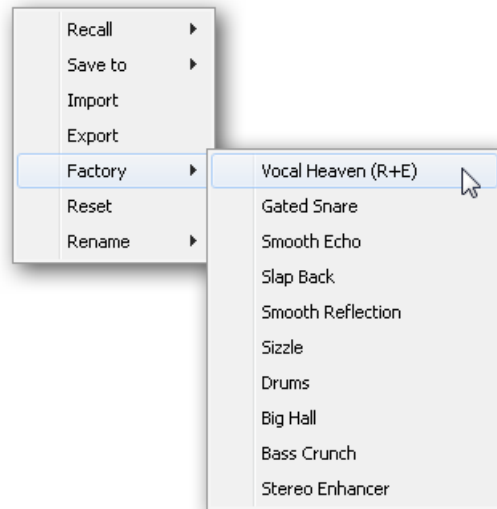 Recall
Save to
Import
Export
Factory
Reset
Rename
Vocal Heaven (R+E)
Gated Snare
Smooth Echo
Slap Back
Smooth Reflection
Sizzle
Drums
Big Hall
Bass Crunch
Stereo Enhancer